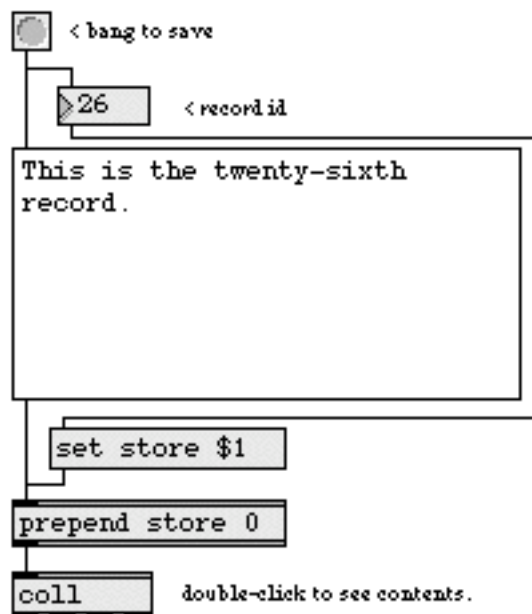 < bang to save
26
< record id
This is the twenty-sixth
record.
set store $1
prepend store 0
coll
double-click to see contents.